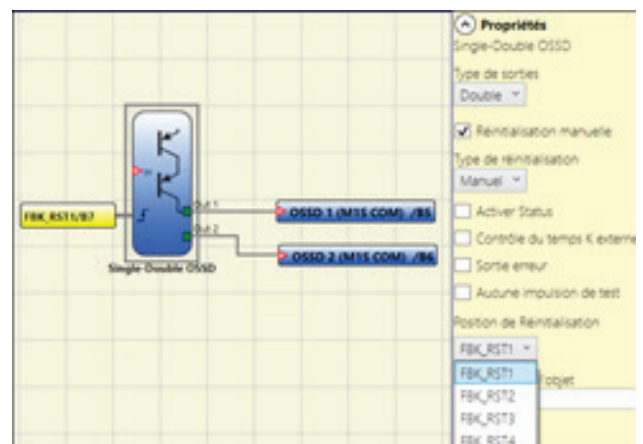 Propriétés
Single-Double OSSD
Type de sorties
Double
Réinitialisation manuelle
Type de réinitialisation
Manuel
Activer Status
Contrôle du temps K externe
Sortie erreur
Aucune impulsion de test
Position de Réinitialisation
FBK_RST1
FBK_RST1
l'objet
FBK_RST2
FBK_RST3
FBK_RST4
In
Out 1
Out 2
FBK_RST1/B7
OSSD 1 (M1S COM) /B5
OSSD 2 (M1S COM) /B6
Single-Double OSSD